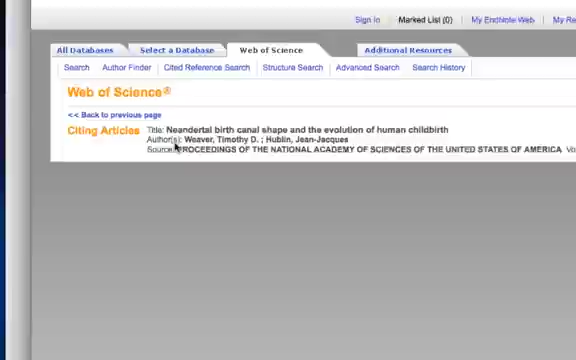 Sign In Marked List (0) My EndNote Web My Re
All Databases Select a Database Web of Science Additional Resources
Search Author Finder Cited Reference Search Structure Search Advanced Search Search History
Web of Science®
<< Back to previous page
Citing Articles Title: Neandertal birth canal shape and the evolution of human childbirth
Author(s): Weaver, Timothy D. ; Hublin, Jean-Jacques
Source: PROCEEDINGS OF THE NATIONAL ACADEMY OF SCIENCES OF THE UNITED STATES OF AMERICA Vo